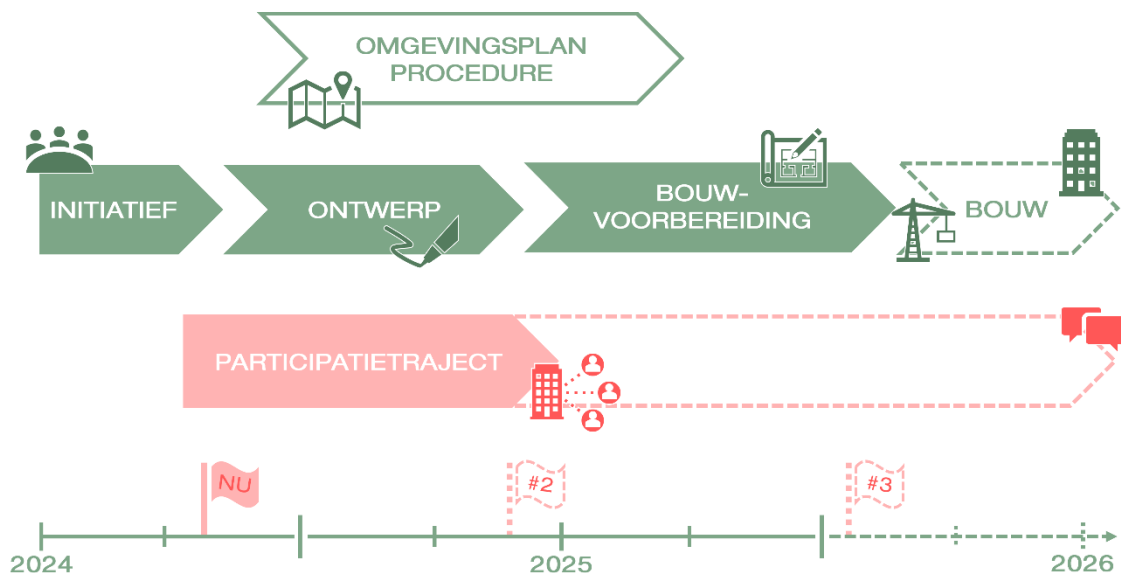 OMGEVINGSPLAN
PROCEDURE
INITIATIEF
ONTWERP
BOUW-
VOORBEREIDING
BOUW
PARTICIPATIETRAJECT
NU
#2
#3
2024
2025
2026